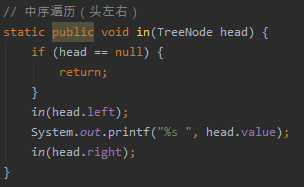 // 中序遍历（头左右）
static public void in(TreeNode head) {
if (head == null) {
return;
}
in(head.left);
System.out.printf("%s ", head.value);
in(head.right);
}